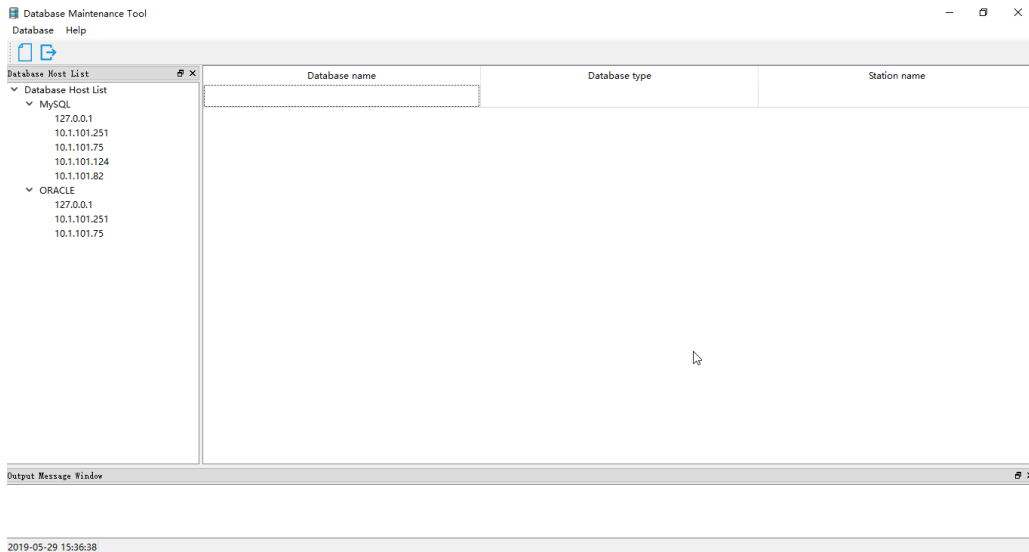 Database Maintenance Tool
Database Help
Database Host List
Database name Database type Station name
Database Host List
MySQL
127.0.0.1
10.1.101.251
10.1.101.75
10.1.101.124
10.1.101.82
ORACLE
127.0.0.1
10.1.101.251
10.1.101.75
Output Message Window
2019-05-29 15:36:38